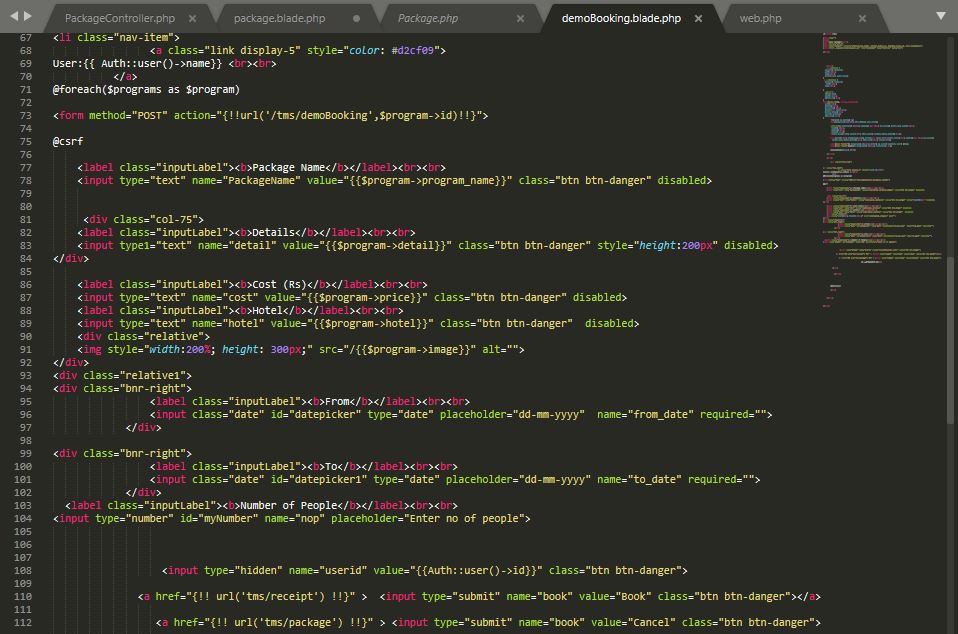 PackageController.php × package.blade.php Package.php × demoBooking.blade.php × web.php ×
67 <li class="nav-item">
68 <a class="link display-5" style="color: #d2cf09">
69 User:{{ Auth::user()->name}} <br><br>
70 </a>
71 @foreach($programs as $program)
72
73 <form method="POST" action="{!!url('/tms/demoBooking',$program->id)!!}">
74
75 @csrf
76
77 <label class="inputLabel"><b>Package Name</b></label><br><br>
78 <input type="text" name="PackageName" value="{{$program->program_name}}" class="btn btn-danger" disabled>
79
80
81 <div class="col-75">
82 <label class="inputLabel"><b>Details</b></label><br><br>
83 <input type1="text" name="detail" value="{{$program->detail}}" class="btn btn-danger" style="height:200px" disabled>
84 </div>
85
86 <label class="inputLabel"><b>Cost (Rs)</b></label><br><br>
87 <input type="text" name="cost" value="{{$program->price}}" class="btn btn-danger" disabled>
88 <label class="inputLabel"><b>Hotel</b></label><br><br>
89 <input type="text" name="hotel" value="{{$program->hotel}}" class="btn btn-danger"  disabled>
90 <div class="relative">
91 <img style="width:200%; height: 300px;" src="/{{$program->image}}" alt="">
92 </div>
93 <div class="relative1">
94 <div class="bnr-right">
95 <label class="inputLabel"><b>From</b></label><br><br>
96 <input class="date" id="datepicker" type="date" placeholder="dd-mm-yyyy"  name="from_date" required="">
97 </div>
98
99 <div class="bnr-right">
100 <label class="inputLabel"><b>To</b></label><br><br>
101 <input class="date" id="datepicker1" type="date" placeholder="dd-mm-yyyy" name="to_date" required="">
102 </div>
103 <label class="inputLabel"><b>Number of People</b></label><br><br>
104 <input type="number" id="myNumber" name="nop" placeholder="Enter no of people">
105
106
107
108 <input type="hidden" name="userid" value="{{Auth::user()->id}}" class="btn btn-danger">
109
110 <a href="{!! url('tms/receipt') !!}" >  <input type="submit" name="book" value="Book" class="btn btn-danger"></a>
111
112 <a href="{!! url('tms/package') !!}" > <input type="submit" name="book" value="Cancel" class="btn btn-danger">